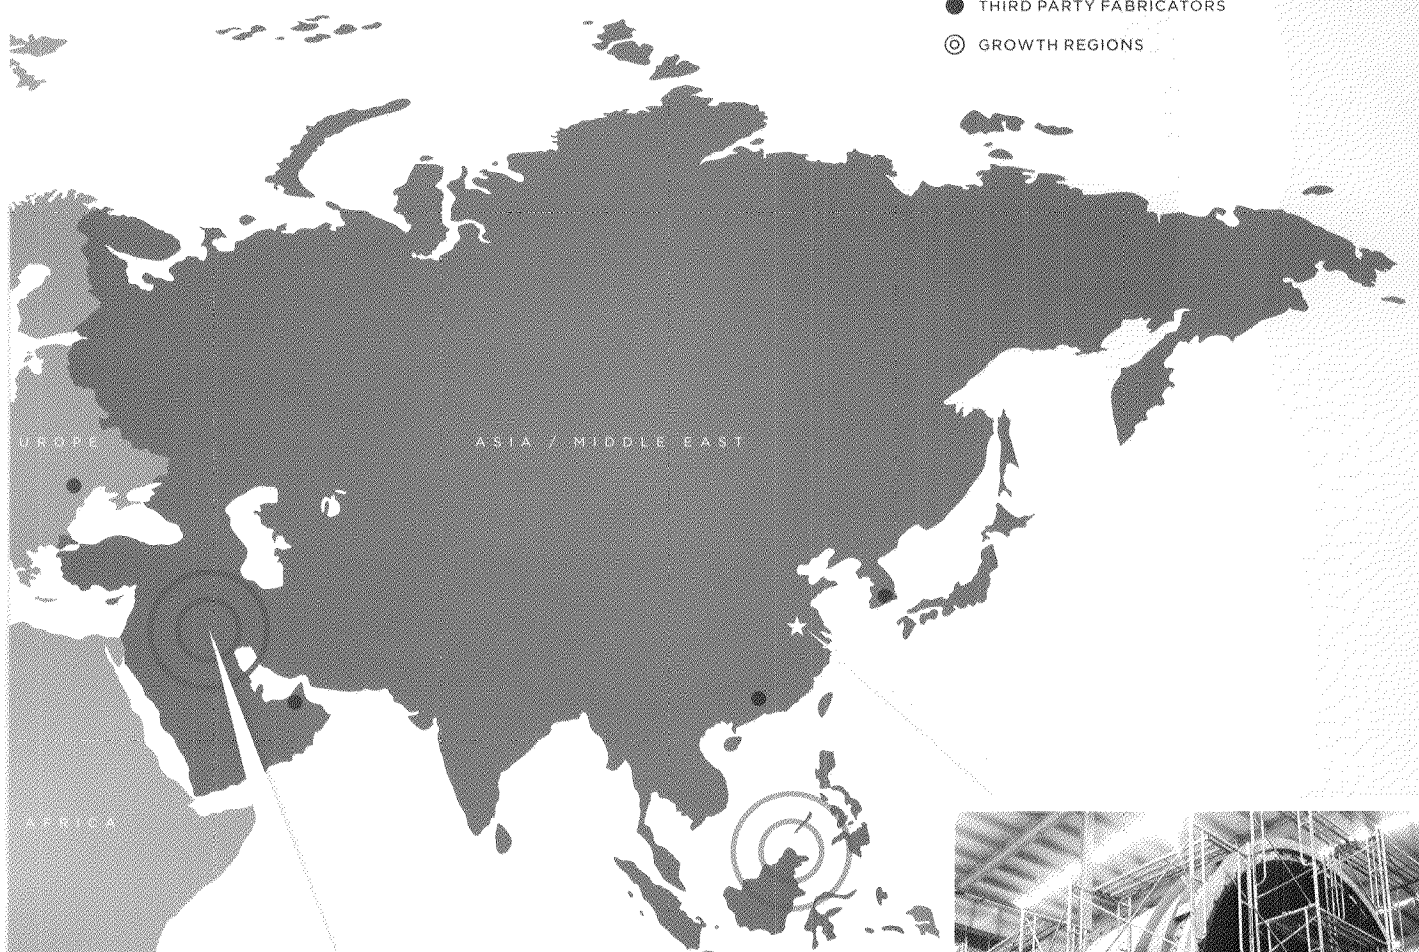 THIRD PARTY FABRICATORS
GROWTH REGIONS
UROPE
ASIA / MIDDLE EAST
AFRICA